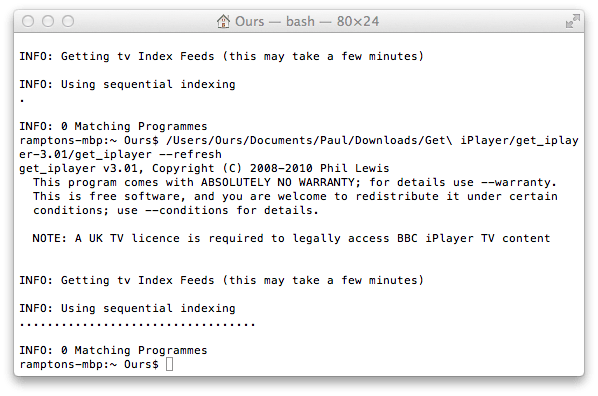 Ours — bash — 80×24
INFO: Getting tv Index Feeds (this may take a few minutes)
INFO: Using sequential indexing
.
INFO: 0 Matching Programmes
ramptons-mbp:~ Ours$ /Users/Ours/Documents/Paul/Downloads/Get\ iPlayer/get_iplay
er-3.01/get_iplayer --refresh
get_iplayer v3.01, Copyright (C) 2008-2010 Phil Lewis
  This program comes with ABSOLUTELY NO WARRANTY; for details use --warranty.
  This is free software, and you are welcome to redistribute it under certain
  conditions; use --conditions for details.
  NOTE: A UK TV licence is required to legally access BBC iPlayer TV content
INFO: Getting tv Index Feeds (this may take a few minutes)
INFO: Using sequential indexing
..................................
INFO: 0 Matching Programmes
ramptons-mbp:~ Ours$